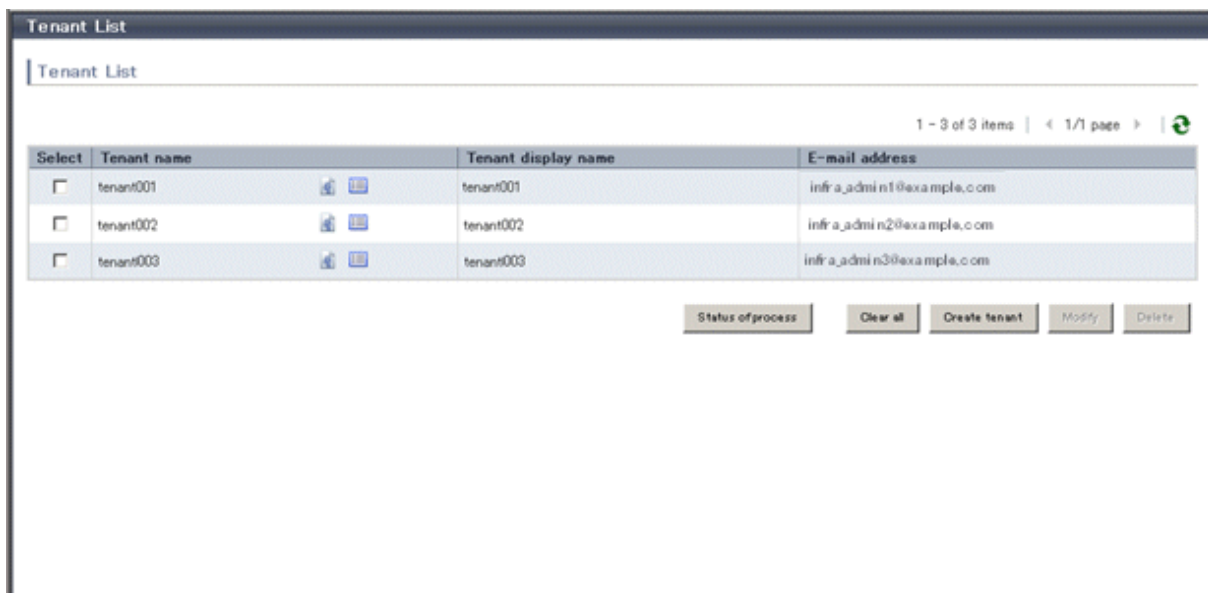 Tenant List
Tenant List
1 - 3 of 3 items | 1/1 page |
Select Tenant name Tenant display name E-mail address
tenant001 tenant001 infra_admin1@example.com
tenant002 tenant002 infra_admin2@example.com
tenant003 tenant003 infra_admin3@example.com
Status of process Clear all Create tenant Modify Delete